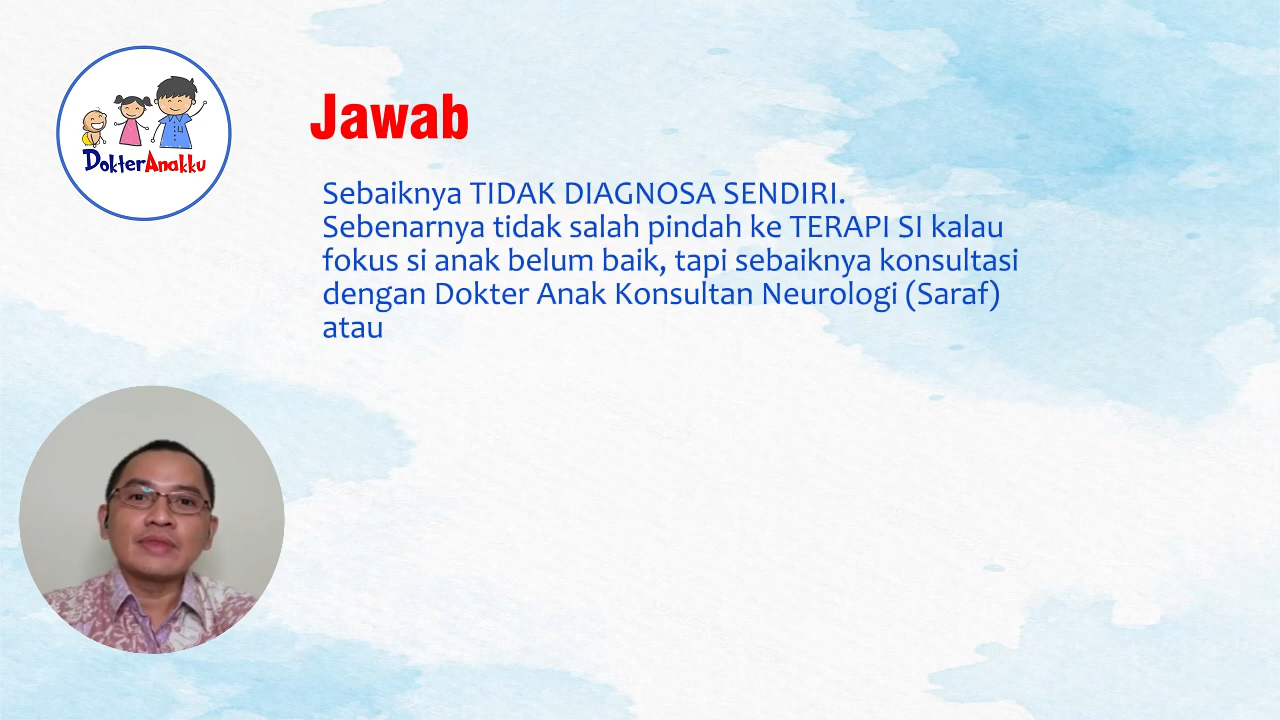 DokterAnakku
Jawab
Sebaiknya TIDAK DIAGNOSA SENDIRI.
Sebenarnya tidak salah pindah ke TERAPI SI kalau
fokus si anak belum baik, tapi sebaiknya konsultasi
dengan Dokter Anak Konsultan Neurologi (Saraf)
atau